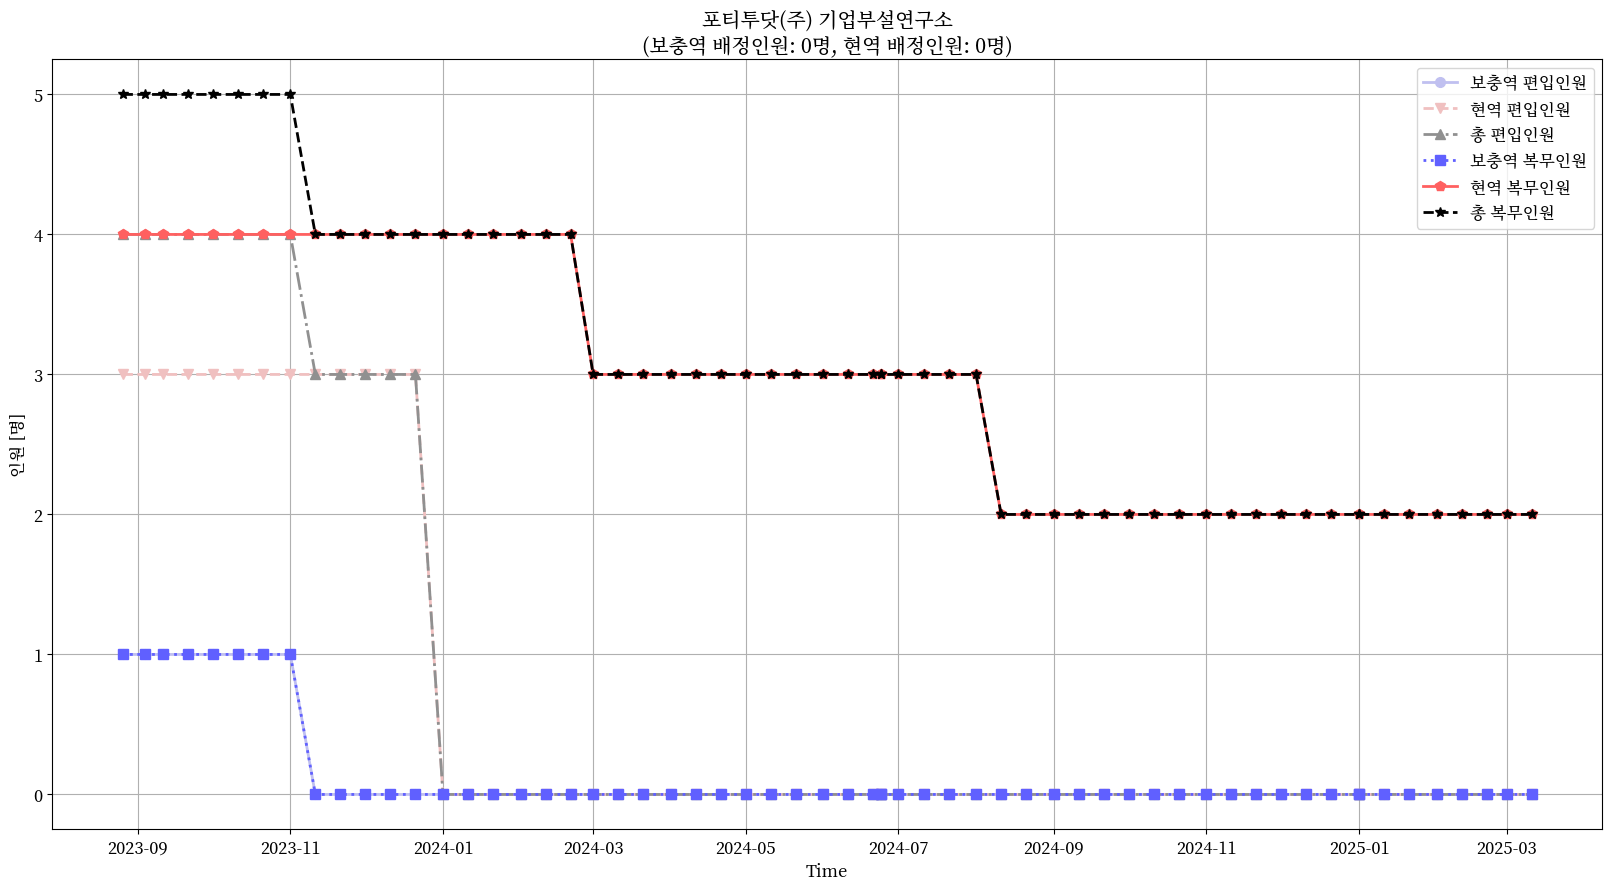 포티투닷(주) 기업부설연구소
(보충역 배정인원: 0명, 현역 배정인원: 0명)
보충역 편입인원
현역 편입인원
총 편입인원
보충역 복무인원
현역 복무인원
총 복무인원
인원 [명]
5
4
3
2
1
0
2023-09
2023-11
2024-01
2024-03
2024-05
2024-07
2024-09
2024-11
2025-01
2025-03
Time